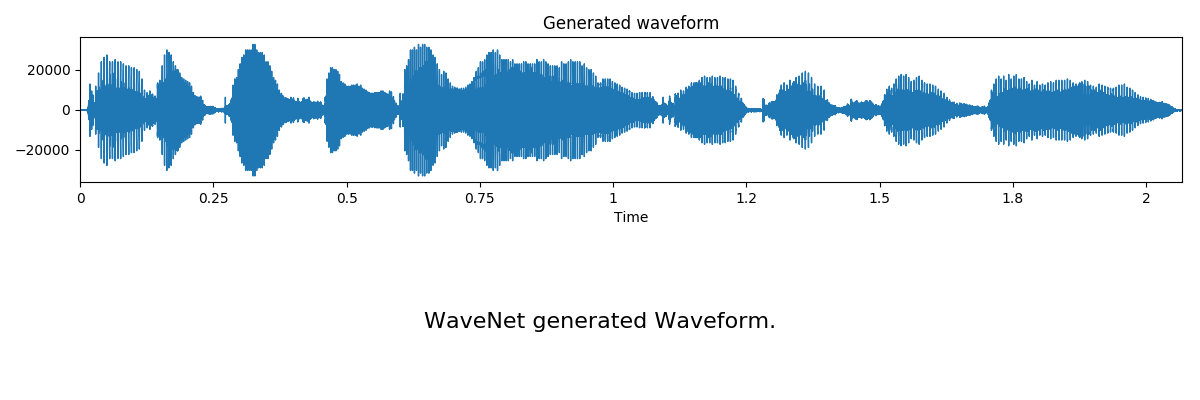 Generated waveform
20000
0
−20000
0 0.25 0.5 0.75 1 1.2 1.5 1.8 2
Time
WaveNet generated Waveform.